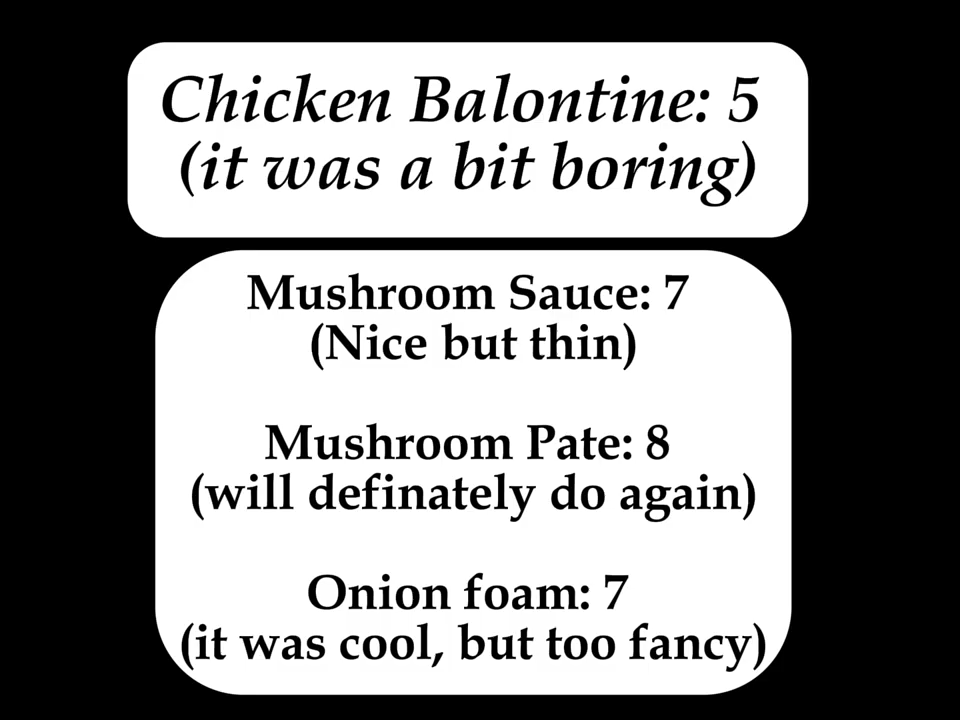 Chicken Balontine: 5
(it was a bit boring)
Mushroom Sauce: 7
(Nice but thin)
Mushroom Pate: 8
(will definately do again)
Onion foam: 7
(it was cool, but too fancy)